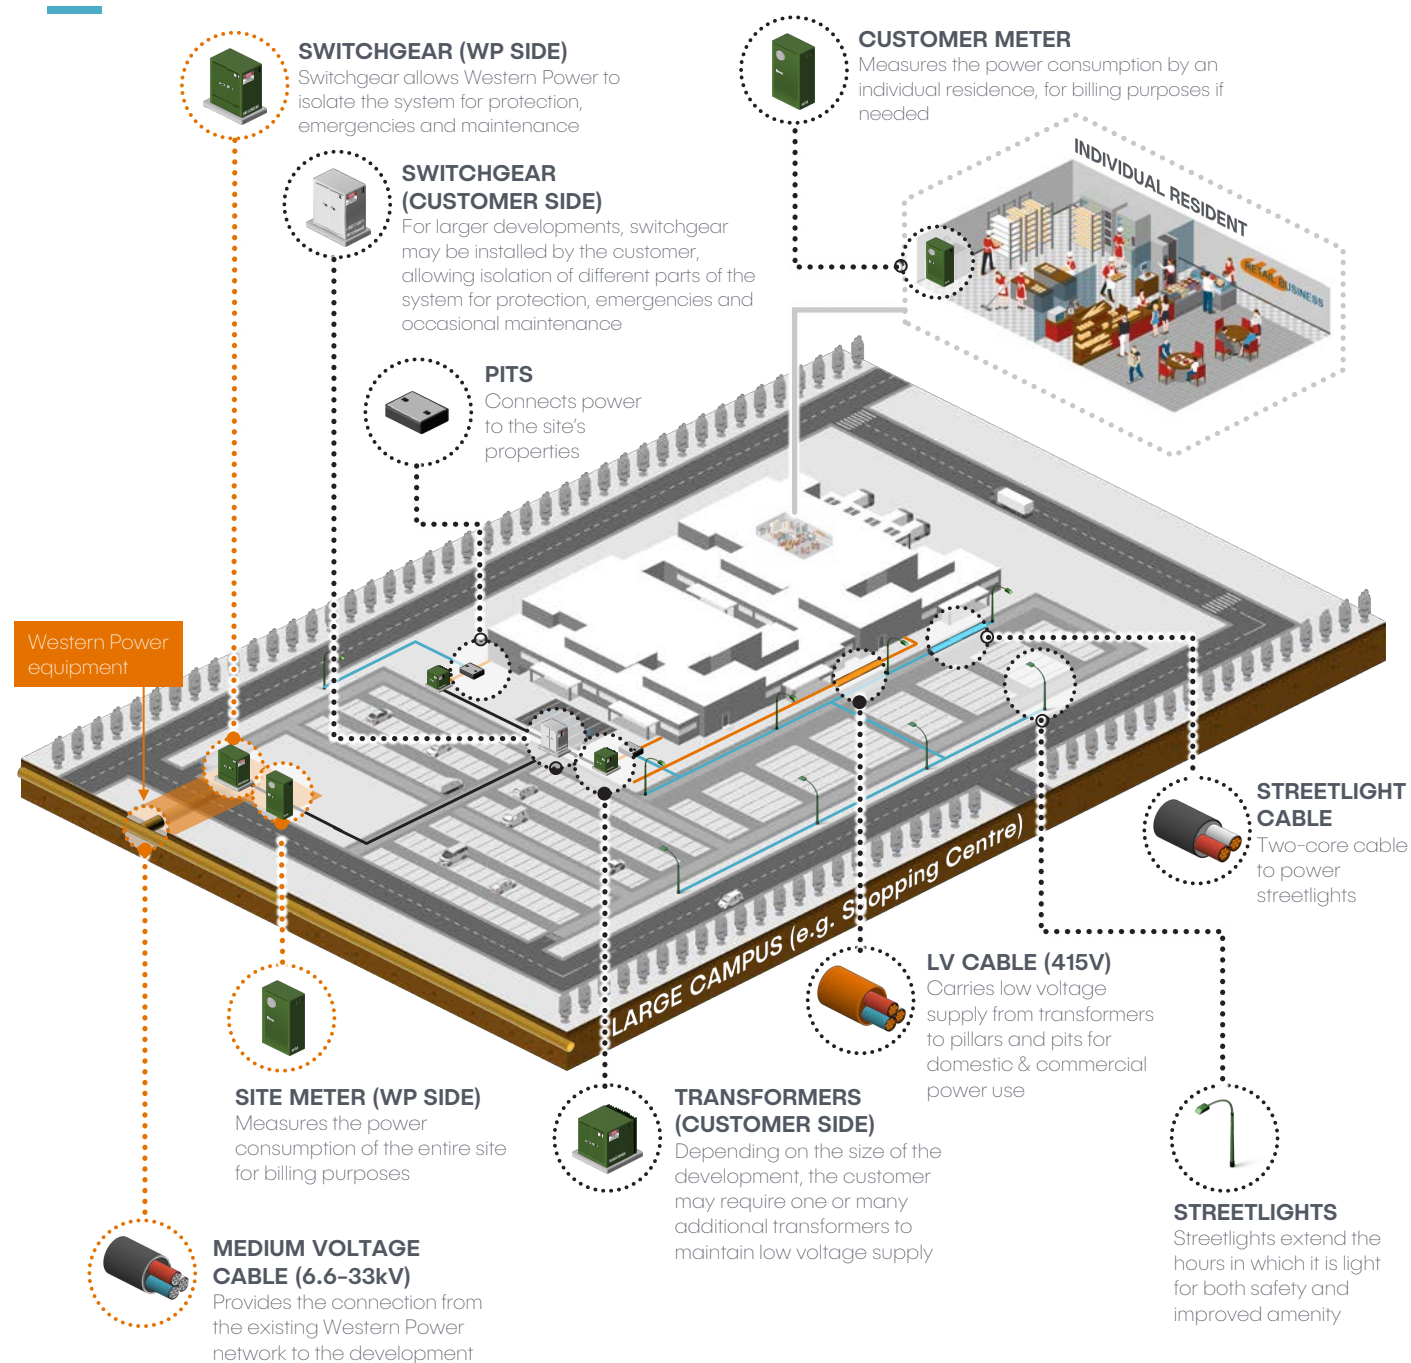 SWITCHGEAR (WP SIDE)
Switchgear allows Western Power to
isolate the system for protection,
emergencies and maintenance
CUSTOMER METER
Measures the power consumption by an
individual residence, for billing purposes if
needed
SWITCHGEAR
(CUSTOMER SIDE)
For larger developments, switchgear
may be installed by the customer,
allowing isolation of different parts of the
system for protection, emergencies and
occasional maintenance
INDIVIDUAL RESIDENT
RETAIL BUSINESS
PITS
Connects power
to the site's
properties
Western Power
equipment
STREETLIGHT
CABLE
Two-core cable
to power
streetlights
LARGE CAMPUS (e.g. Shopping Centre)
LV CABLE (415V)
Carries low voltage
supply from transformers
to pillars and pits for
domestic & commercial
power use
SITE METER (WP SIDE)
Measures the power
consumption of the entire site
for billing purposes
TRANSFORMERS
(CUSTOMER SIDE)
Depending on the size of the
development, the customer
may require one or many
additional transformers to
maintain low voltage supply
STREETLIGHTS
Streetlights extend the
hours in which it is light
for both safety and
improved amenity
MEDIUM VOLTAGE
CABLE (6.6-33kV)
Provides the connection from
the existing Western Power
network to the development